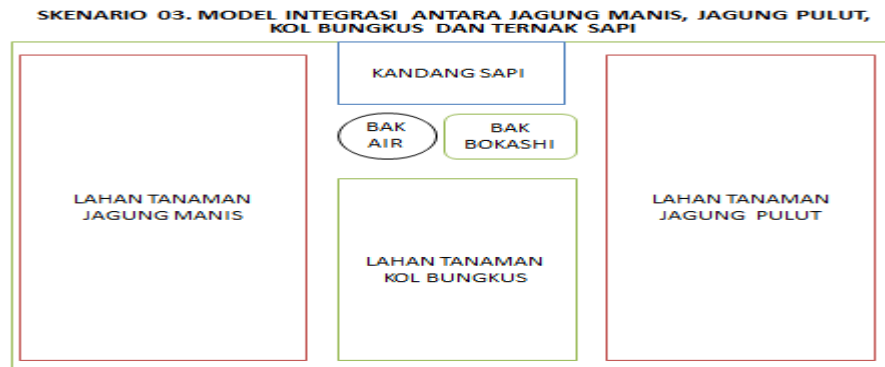 SKENARIO 03. MODEL INTEGRASI ANTARA JAGUNG MANIS, JAGUNG PULUT,
KOL BUNGKUS DAN TERNAK SAPI
KANDANG SAPI
BAK
AIR
BAK
BOKASHI
LAHAN TANAMAN
JAGUNG MANIS
LAHAN TANAMAN
KOL BUNGKUS
LAHAN TANAMAN
JAGUNG PULUT